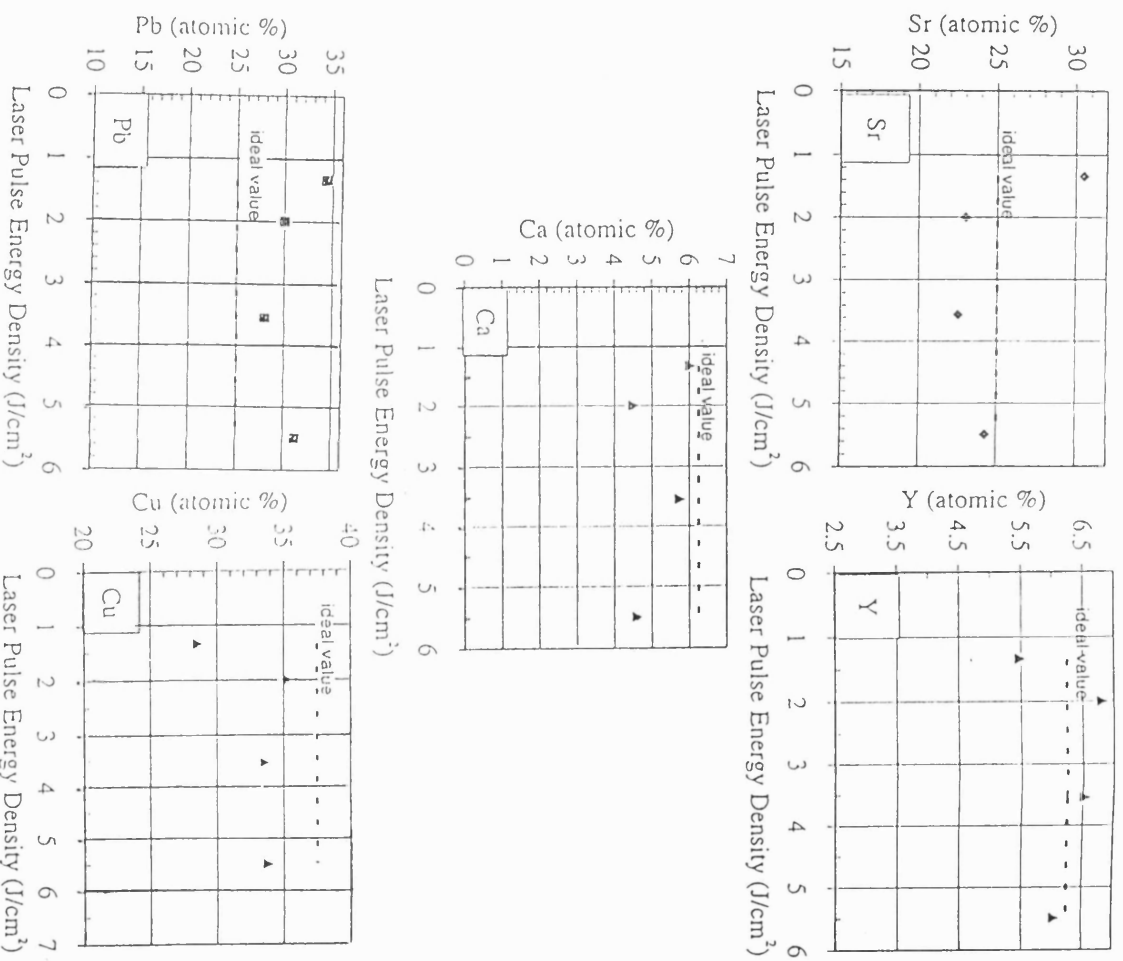 Sr (atomic %)
30
25
20
15
ideal value
Sr
0 1 2 3 4 5 6
Laser Pulse Energy Density (J/cm²)
Y (atomic %)
6.5
5.5
4.5
3.5
2.5
ideal value
Y
0 1 2 3 4 5 6
Laser Pulse Energy Density (J/cm²)
Ca (atomic %)
7
6
5
4
3
2
1
0
ideal value
Ca
0 1 2 3 4 5 6
Laser Pulse Energy Density (J/cm²)
Pb (atomic %)
35
30
25
20
15
10
ideal value
Pb
0 1 2 3 4 5 6
Laser Pulse Energy Density (J/cm²)
Cu (atomic %)
40
35
30
25
20
ideal value
Cu
0 1 2 3 4 5 6 7
Laser Pulse Energy Density (J/cm²)